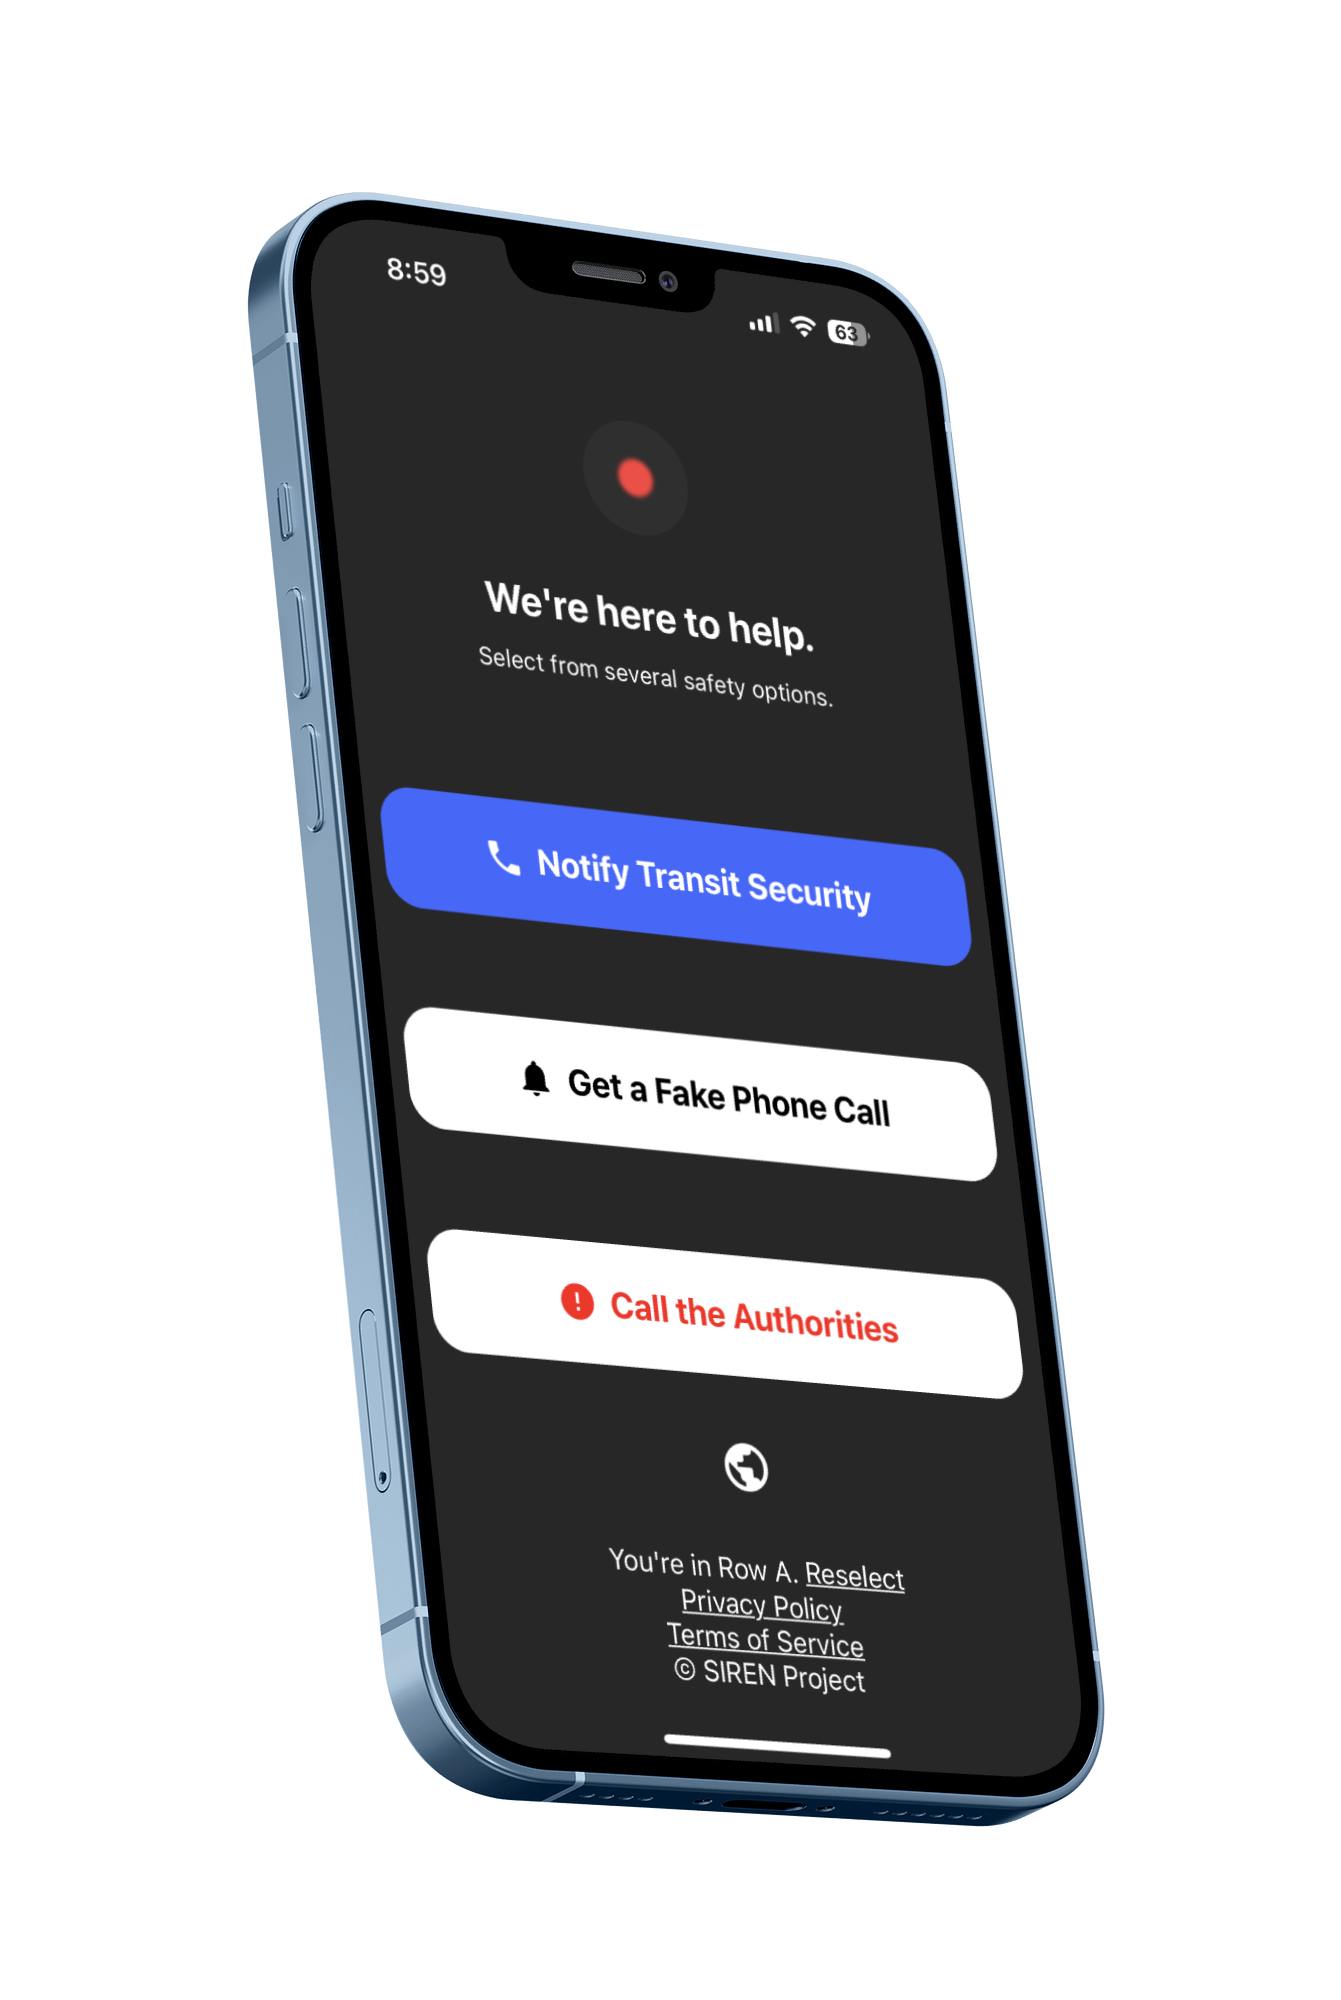 8:59
63
We're here to help.
Select from several safety options.
Notify Transit Security
Get a Fake Phone Call
! Call the Authorities
You're in Row A. Reselect
Privacy Policy
Terms of Service
© SIREN Project